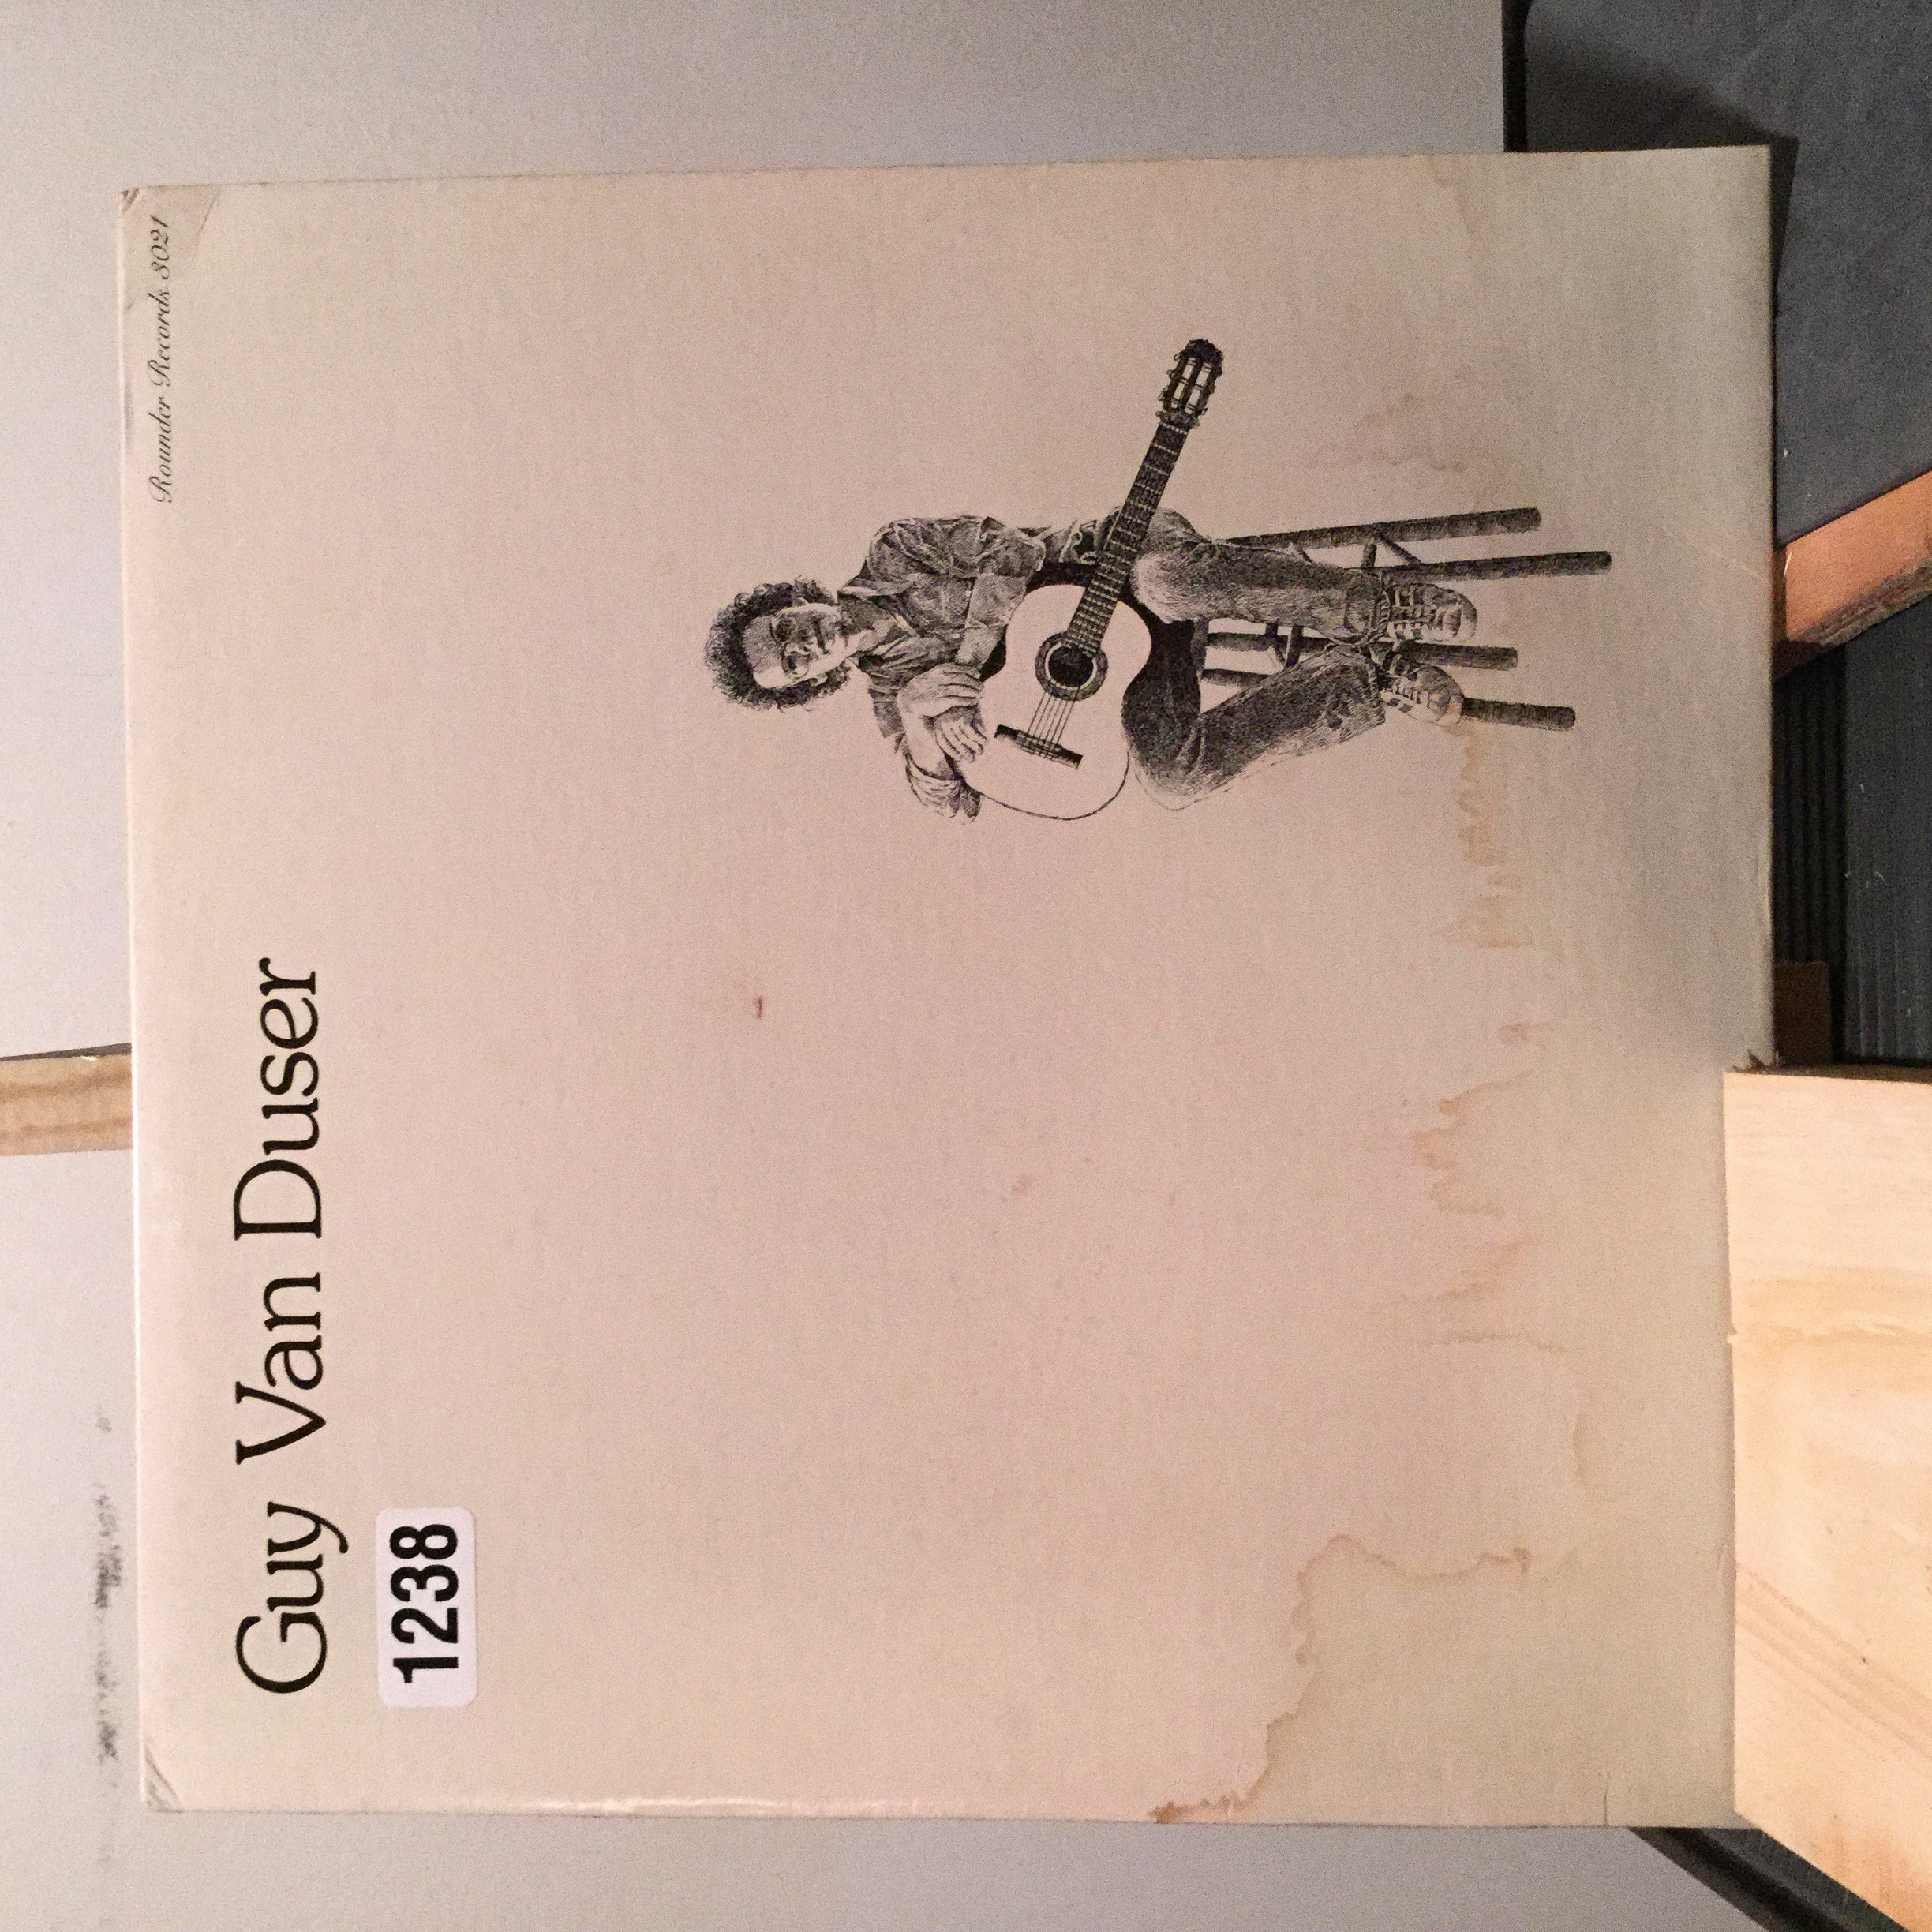 Rounder Records 3021
Guy Van Duser
1238